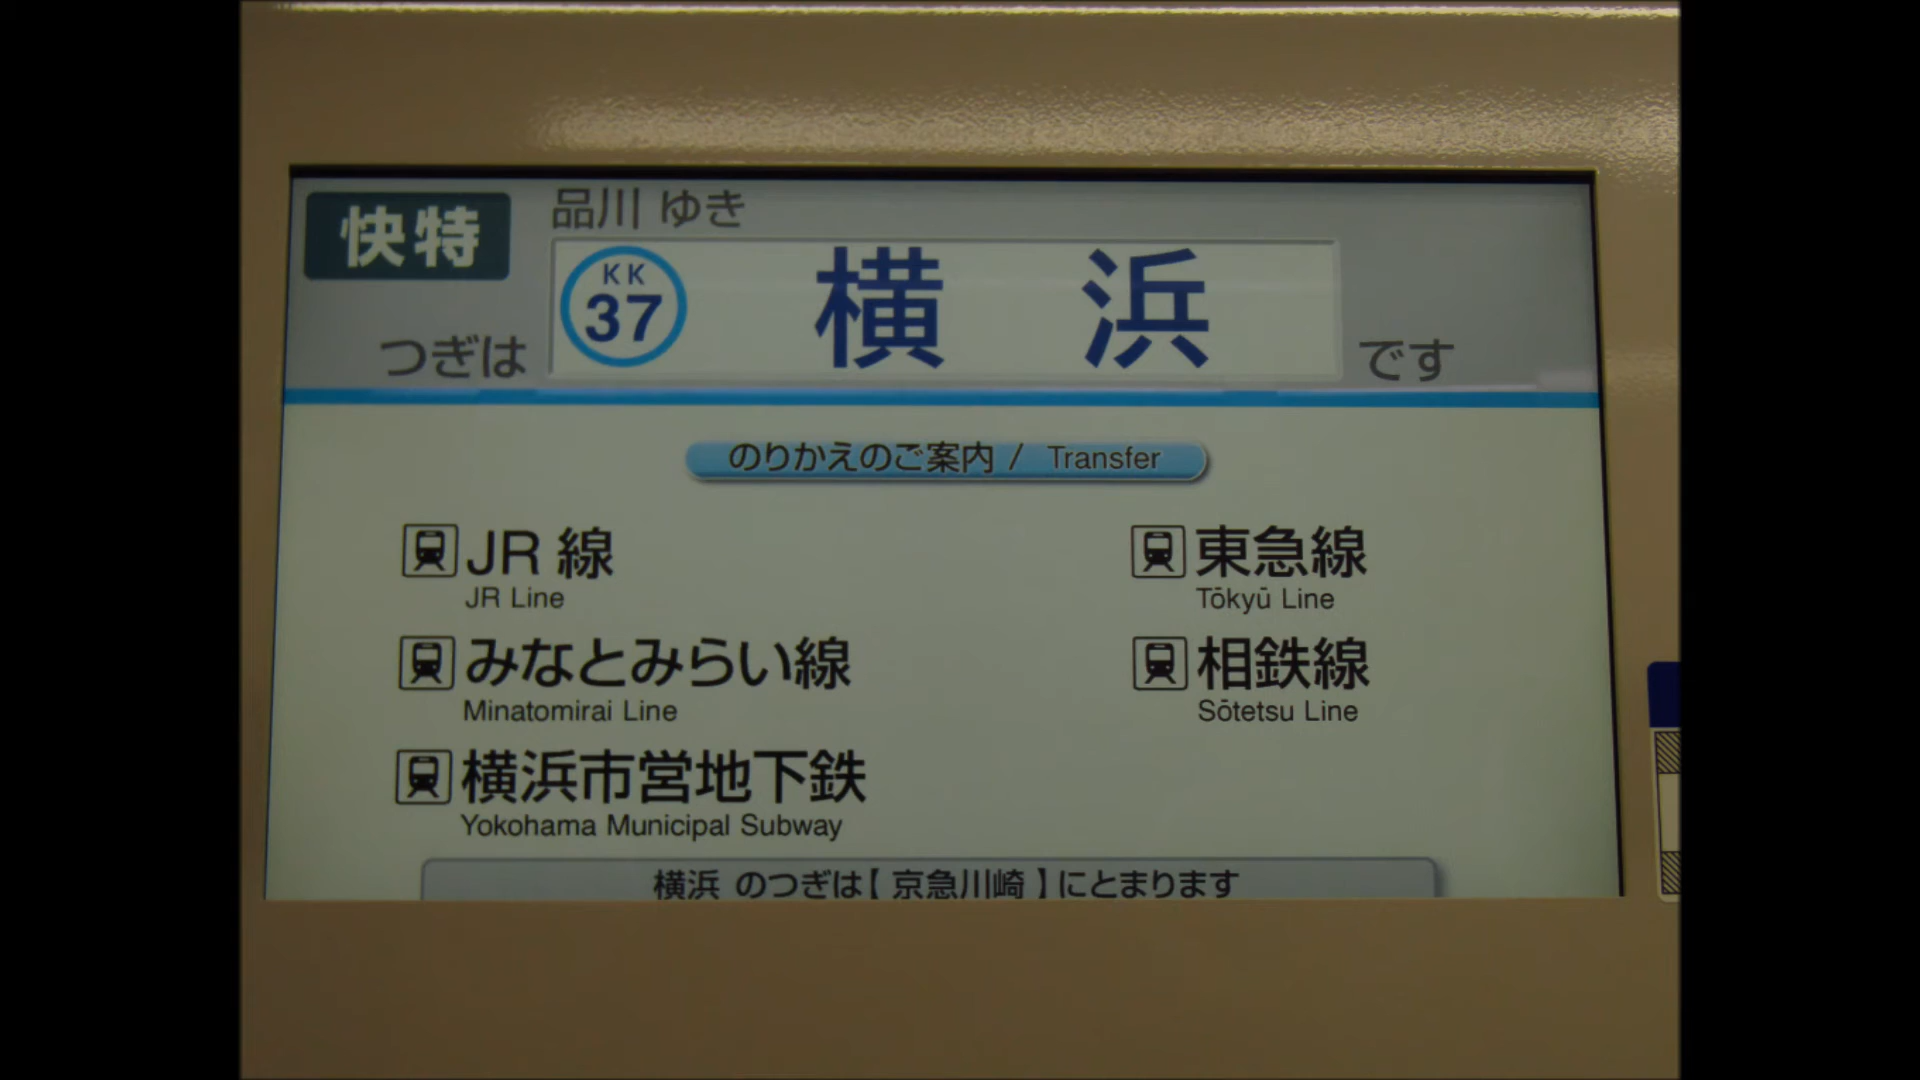 快特
品川 ゆき
KK
37
横浜
つぎは
です
のりかえのご案内 / Transfer
JR 線
JR Line
東急線
Tōkyū Line
みなとみらい線
Minatomirai Line
相鉄線
Sōtetsu Line
横浜市営地下鉄
Yokohama Municipal Subway
横浜 のつぎは【 京急川崎 】にとまります